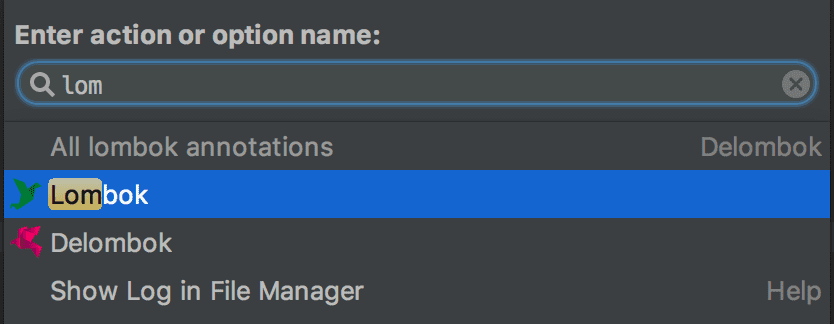 Enter action or option name:
lom
All lombok annotations Delombok
Lombok
Delombok
Show Log in File Manager Help